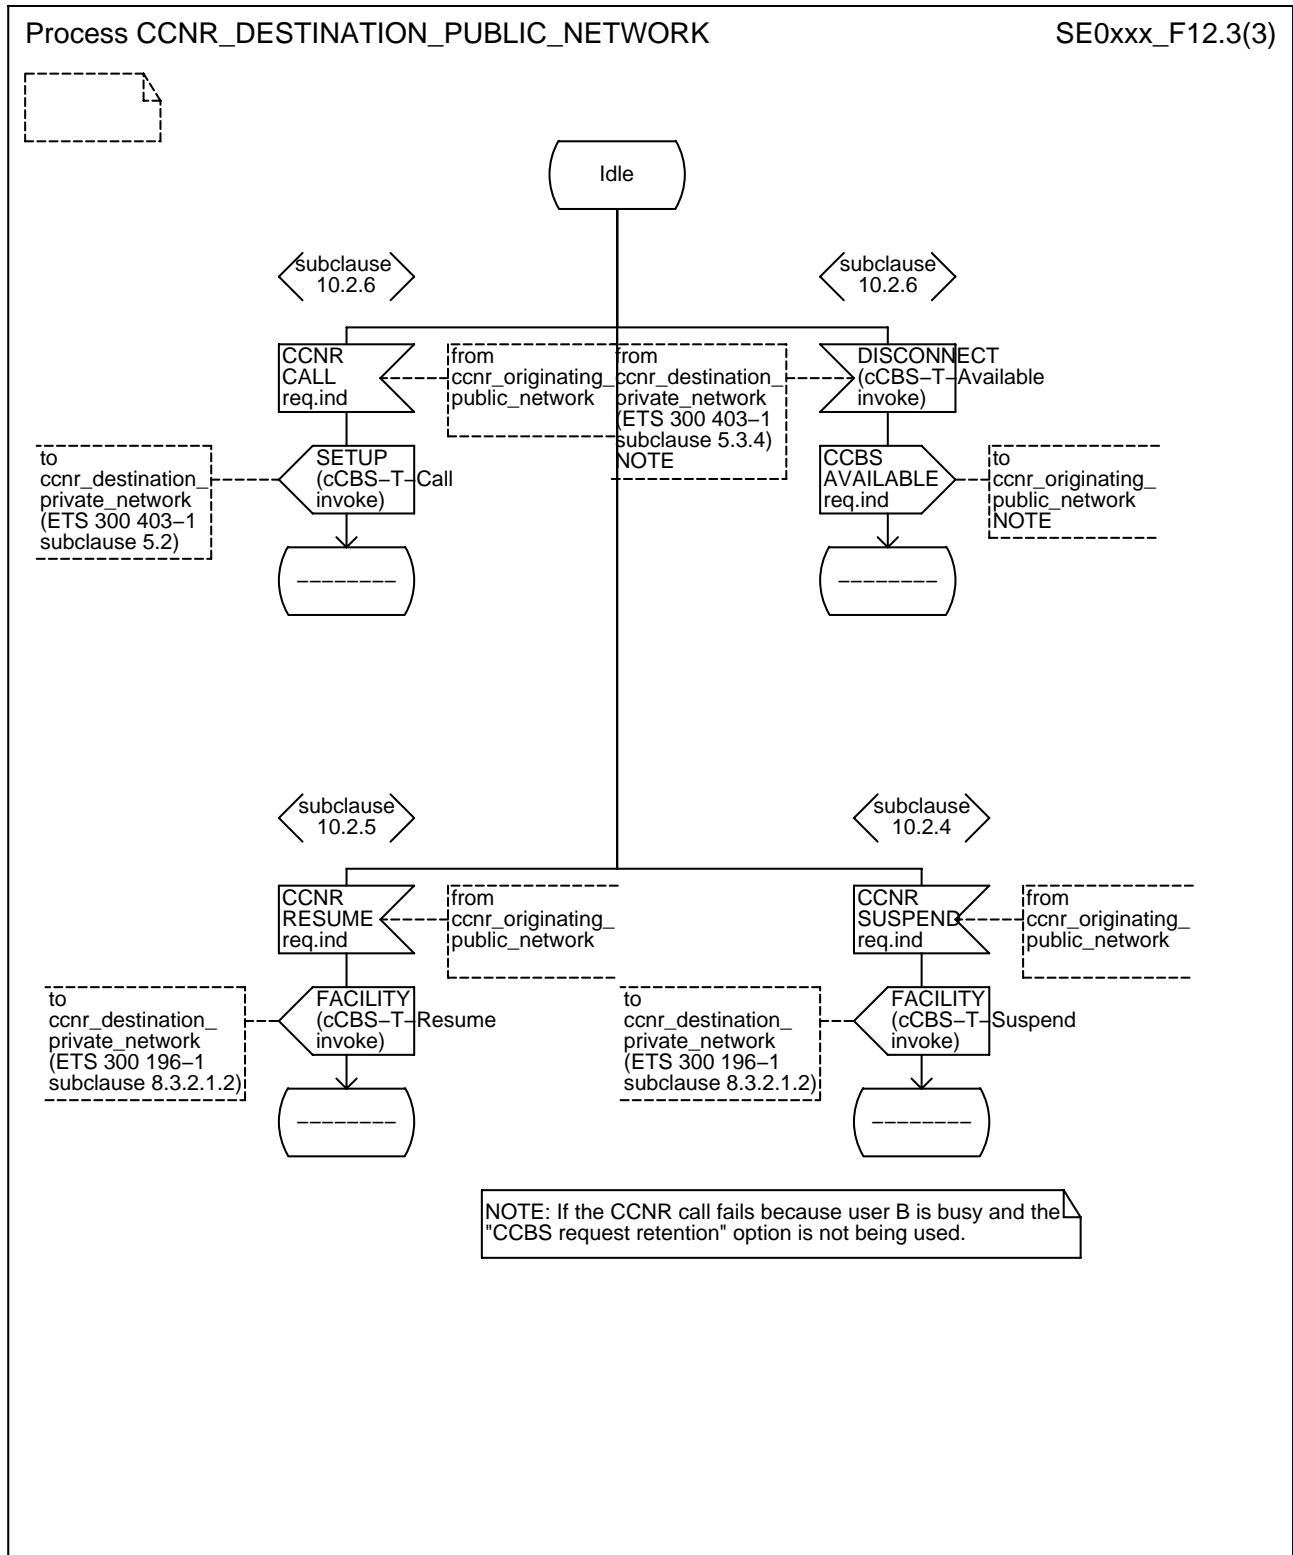 Process CCNR_DESTINATION_PUBLIC_NETWORK
SE0xxx_F12.3(3)
Idle
subclause
10.2.6
subclause
10.2.6
CCNR
CALL
req.ind
from
ccnr_originating_
public_network
from
ccnr_destination_
private_network
(ETS 300 403–1
subclause 5.3.4)
NOTE
DISCONNECT
(cCBS–T–Available
invoke)
to
ccnr_destination_
private_network
(ETS 300 403–1
subclause 5.2)
SETUP
(cCBS–T–Call
invoke)
CCBS
AVAILABLE
req.ind
to
ccnr_originating_
public_network
NOTE
––––––––
––––––––
subclause
10.2.5
subclause
10.2.4
CCNR
RESUME
req.ind
from
ccnr_originating_
public_network
CCNR
SUSPEND
req.ind
from
ccnr_originating_
public_network
to
ccnr_destination_
private_network
(ETS 300 196–1
subclause 8.3.2.1.2)
FACILITY
(cCBS–T–Resume
invoke)
to
ccnr_destination_
private_network
(ETS 300 196–1
subclause 8.3.2.1.2)
FACILITY
(cCBS–T–Suspend
invoke)
––––––––
––––––––
NOTE: If the CCNR call fails because user B is busy and the
"CCBS request retention" option is not being used.